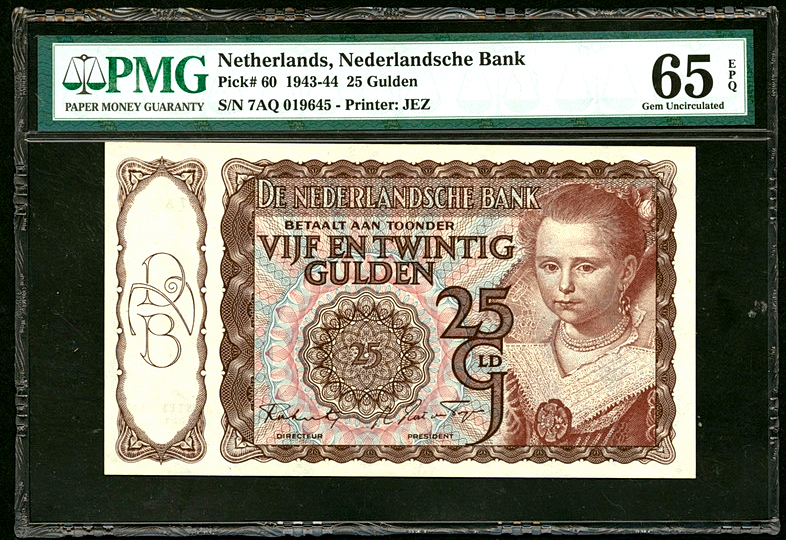 PMG
PAPER MONEY GUARANTY
Netherlands, Nederlandsche Bank
Pick# 60 1943-44 25 Gulden
S/N 7AQ 019645 - Printer: JEZ
65
EPQ
Gem Uncirculated
DE NEDERLANDSCHE BANK
BETAALT AAN TOONDER
VIJF EN TWINTIG
GULDEN
25
GLD
25
DNB
DIRECTEUR PRESIDENT